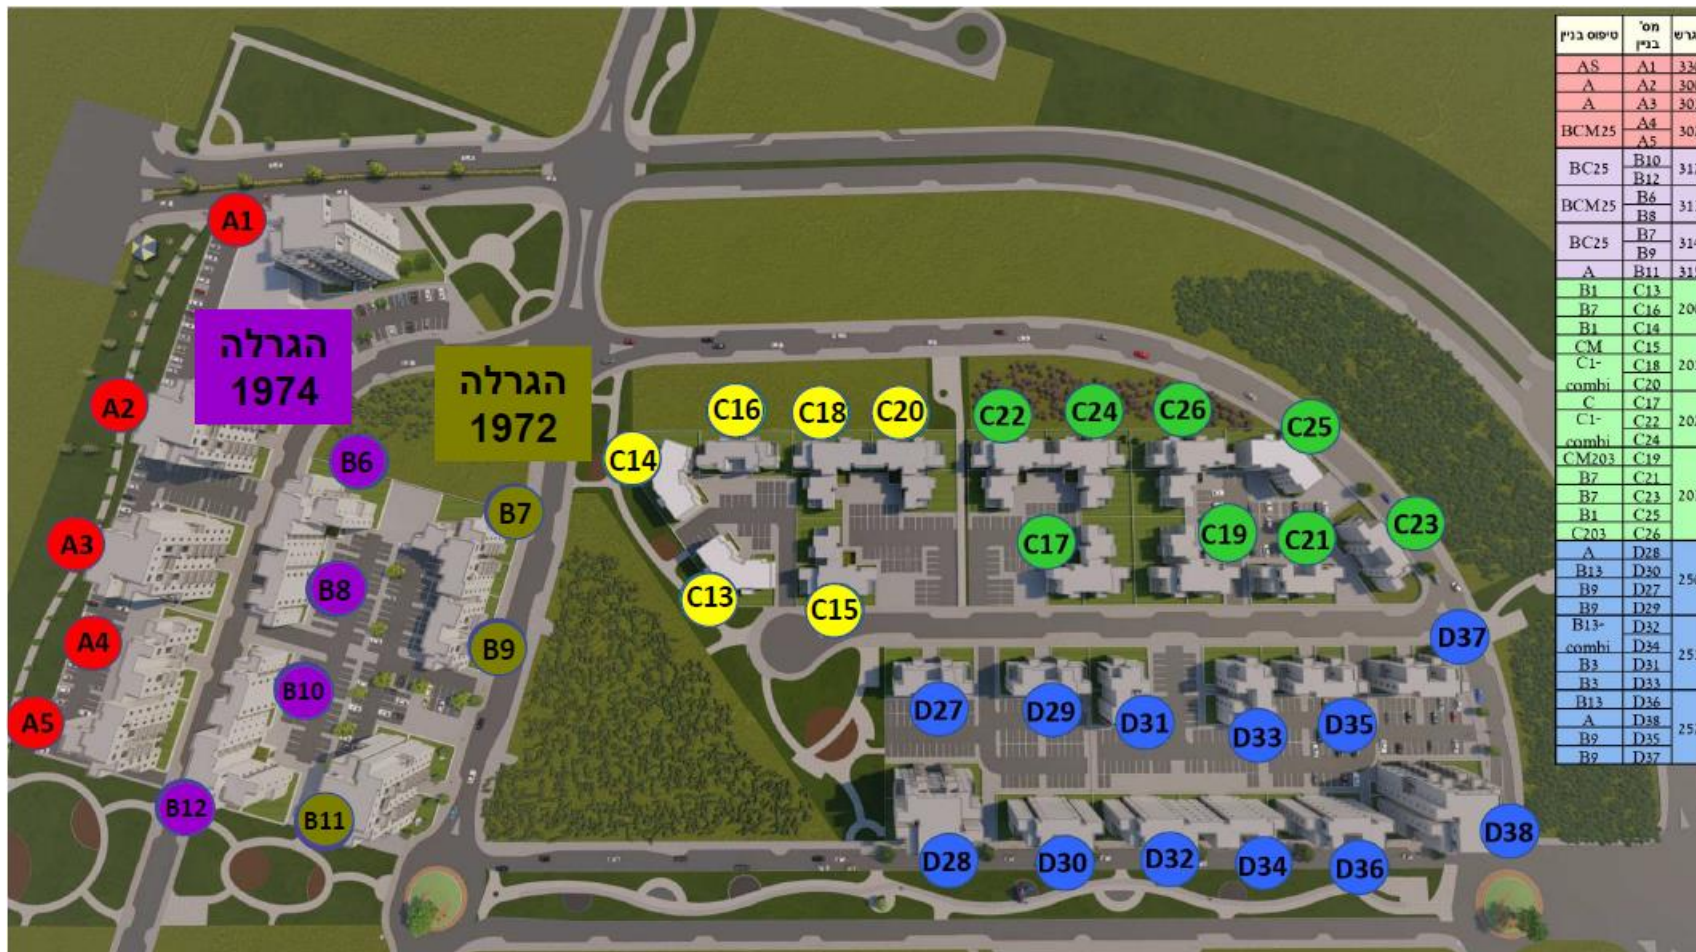 טיפוס בניין מס' בניין
AS A1
A A2
A A3
BCM25 A4
A5
BC25 B10
B12
BCM25 B6
B8
BC25 B7
B9
A B11
B1 C13
B7 C16
B1 C14
CM C15
C1-combi C18
C20
C C17
C1-combi C22
C24
CM203 C19
B7 C21
B7 C23
B1 C25
C203 C26
A D28
B13 D30
B9 D27
B9 D29
B13-combi D32
D34
B3 D31
B3 D33
B13 D36
A D38
B9 D35
B9 D37
A1
הגרלה
1974
הגרלה
1972
A2
C16
C18
C20
C22
C24
C26
C25
C14
B6
B7
A3
C17
C19
C21
C23
B8
C13
C15
A4
B9
D37
B10
A5
D27
D29
D31
D33
D35
B12
B11
D28
D30
D32
D34
D36
D38